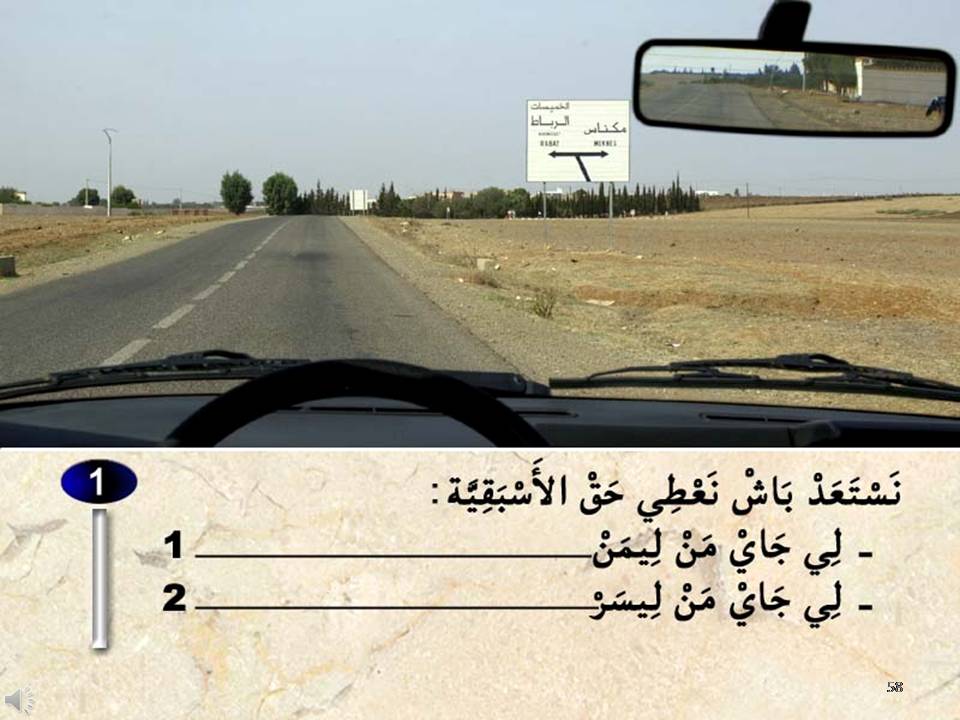 الخميسات
الرباط
مكناس
RABAT
MEKNES
1
نَسْتَعَدْ بَاشْ نَعْطِي حَقْ الأَسْبَقِيَّة:
- لِي جَايْ مَنْ لِيمَنْ 1
- لِي جَايْ مَنْ لِيسَرْ 2
58